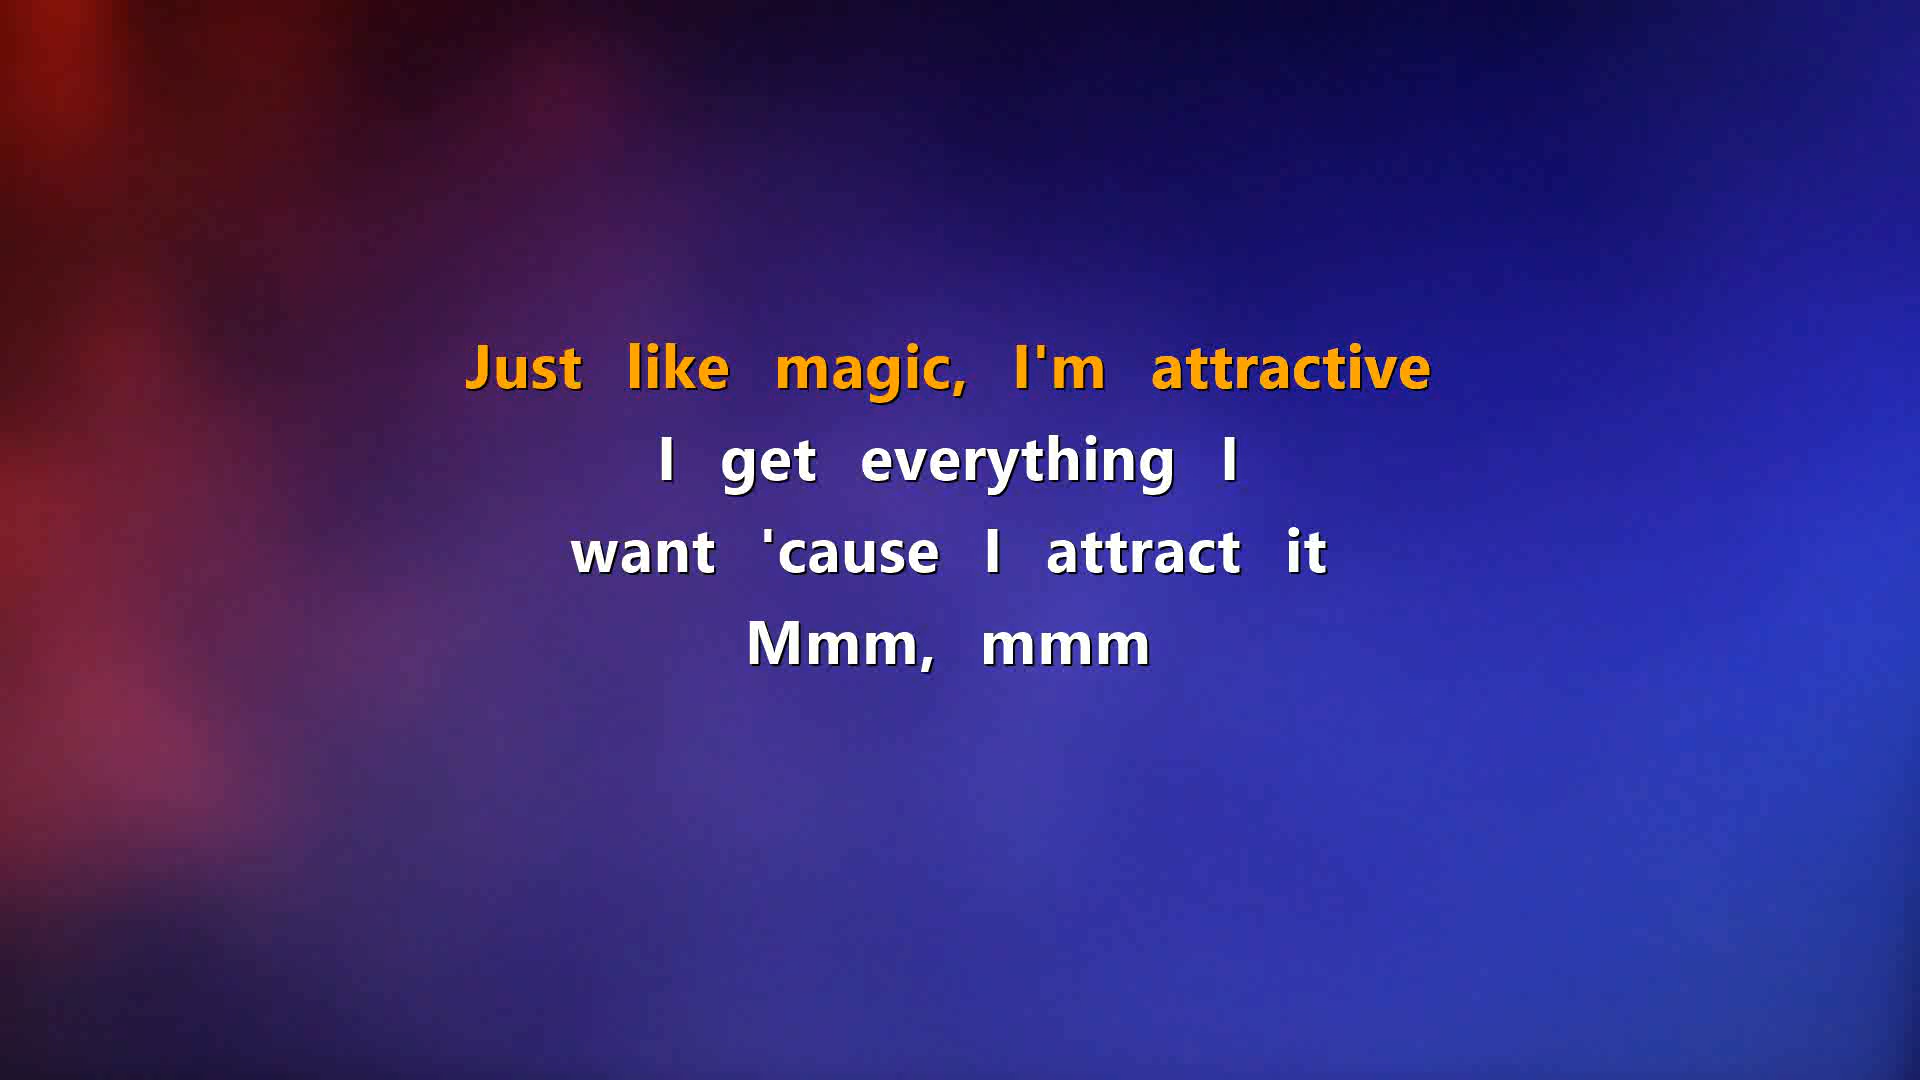 Just like magic, I'm attractive
I get everything I
want 'cause I attract it
Mmm, mmm